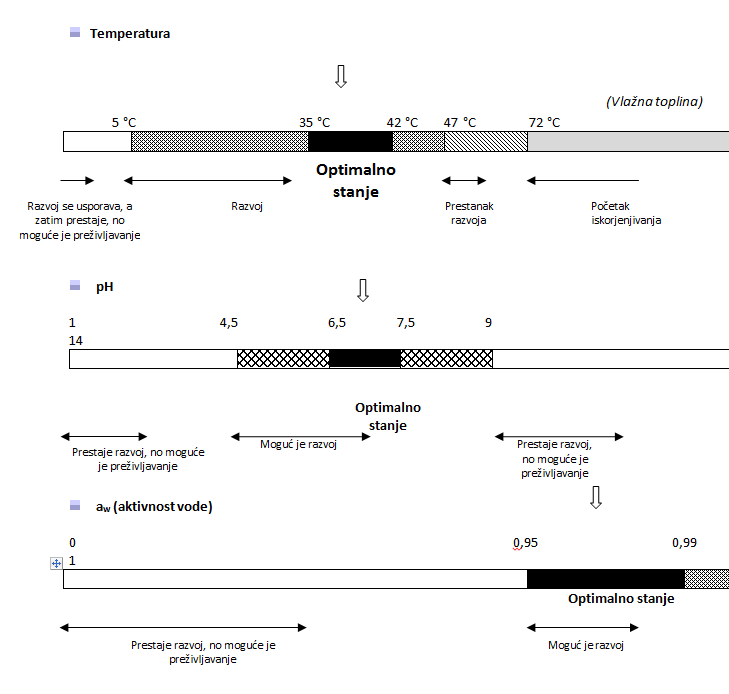 Temperatura
(Vlažna toplina)
5 °C 35 °C 42 °C 47 °C 72 °C
Optimalno
stanje
Razvoj se usporava, a
zatim prestaje, no
moguće je preživljavanje
Razvoj
Prestanak
razvoja
Početak
iskorjenjivanja
pH
1 4,5 6,5 7,5 9
14
Optimalno
stanje
Prestaje razvoj, no moguće
je preživljavanje
Moguć je razvoj
Prestaje razvoj,
no moguće je
preživljavanje
aw (aktivnost vode)
0 0,95 0,99
1
Optimalno stanje
Prestaje razvoj, no moguće je
preživljavanje
Moguć je razvoj